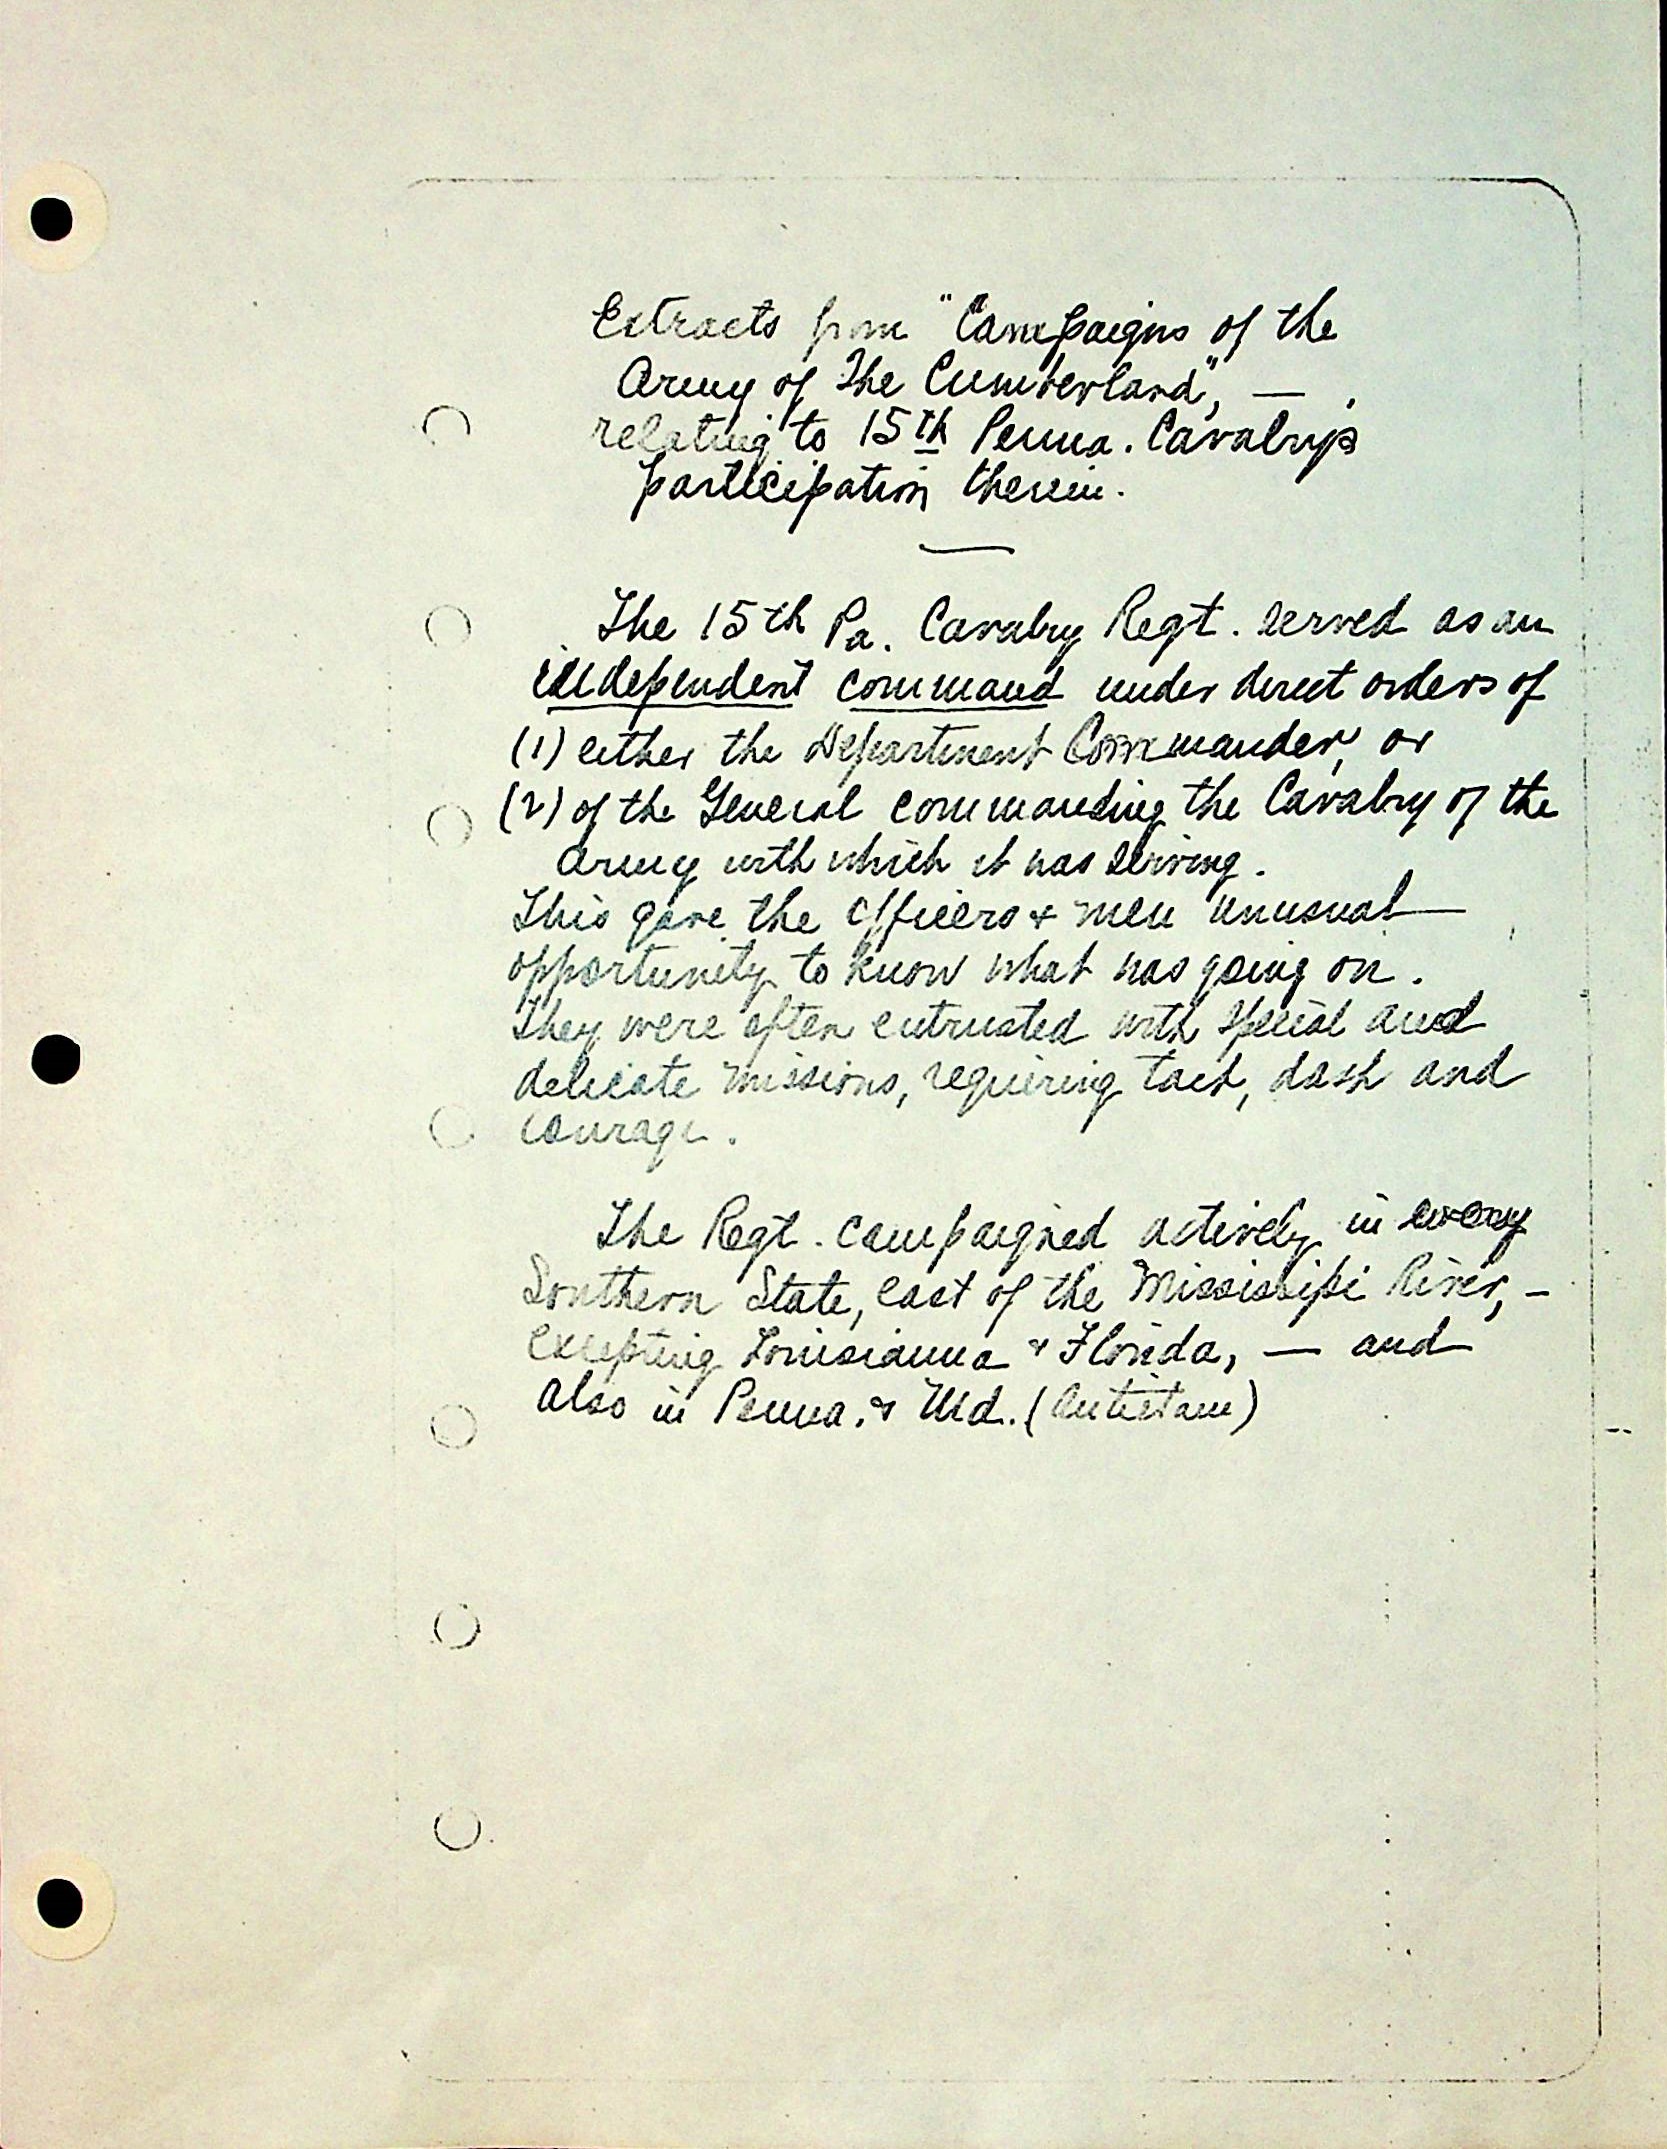 Extracts from "Campaigns of the
Army of The Cumberland", —
relating to 15th Penna. Cavalrys
participation therein.
The 15th Pa. Cavalry Regt. served as an
independent command under direct orders of
(1) either the Department Commander, or
(2) of the General commanding the Cavalry of the
Army with which it was serving.
This gave the Officers & men unusual
opportunity to know what was going on.
They were often entrusted with special and
delicate missions, requiring tact, dash and
courage.
The Regt. campaigned actively in every
Southern State, east of the Mississippi River, -
excepting Louisianna & Florida, — and
also in Penna. & Md. (Antietam)